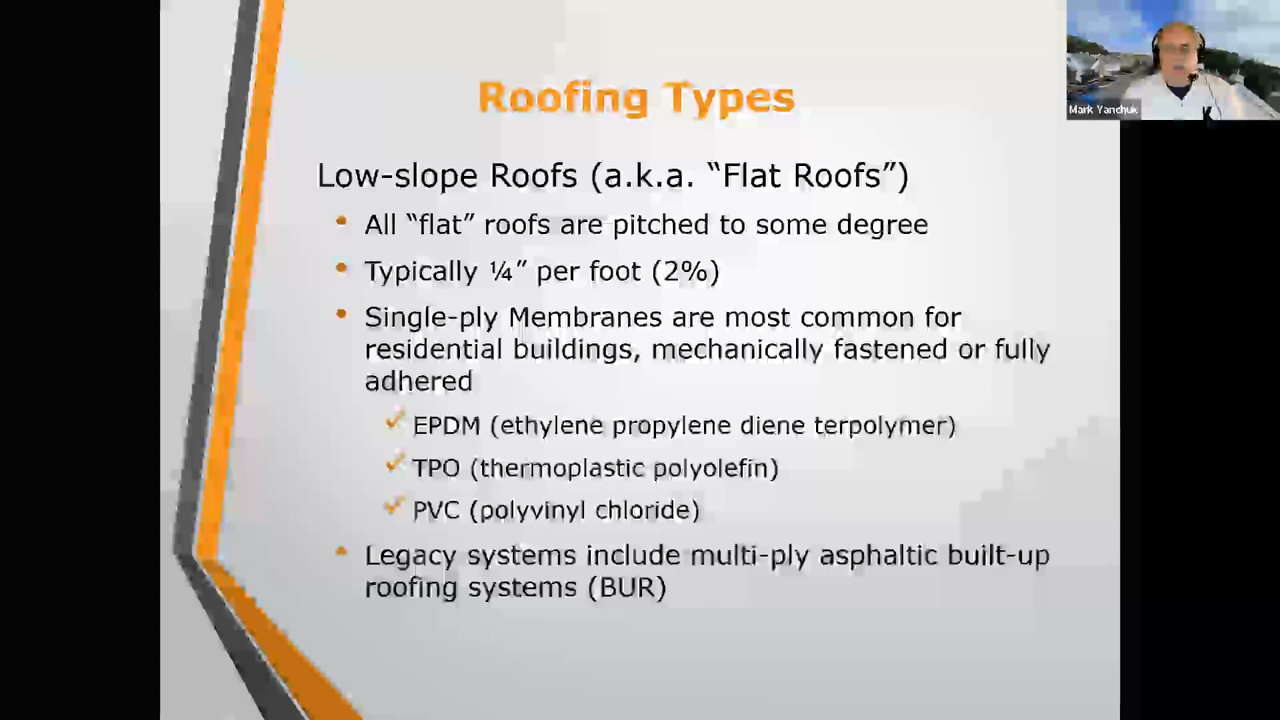 Roofing Types
Mark Yanchuk
Low-slope Roofs (a.k.a. “Flat Roofs”)
• All “flat” roofs are pitched to some degree
• Typically ¼” per foot (2%)
• Single-ply Membranes are most common for
residential buildings, mechanically fastened or fully
adhered
✓ EPDM (ethylene propylene diene terpolymer)
✓ TPO (thermoplastic polyolefin)
✓ PVC (polyvinyl chloride)
• Legacy systems include multi-ply asphaltic built-up
roofing systems (BUR)